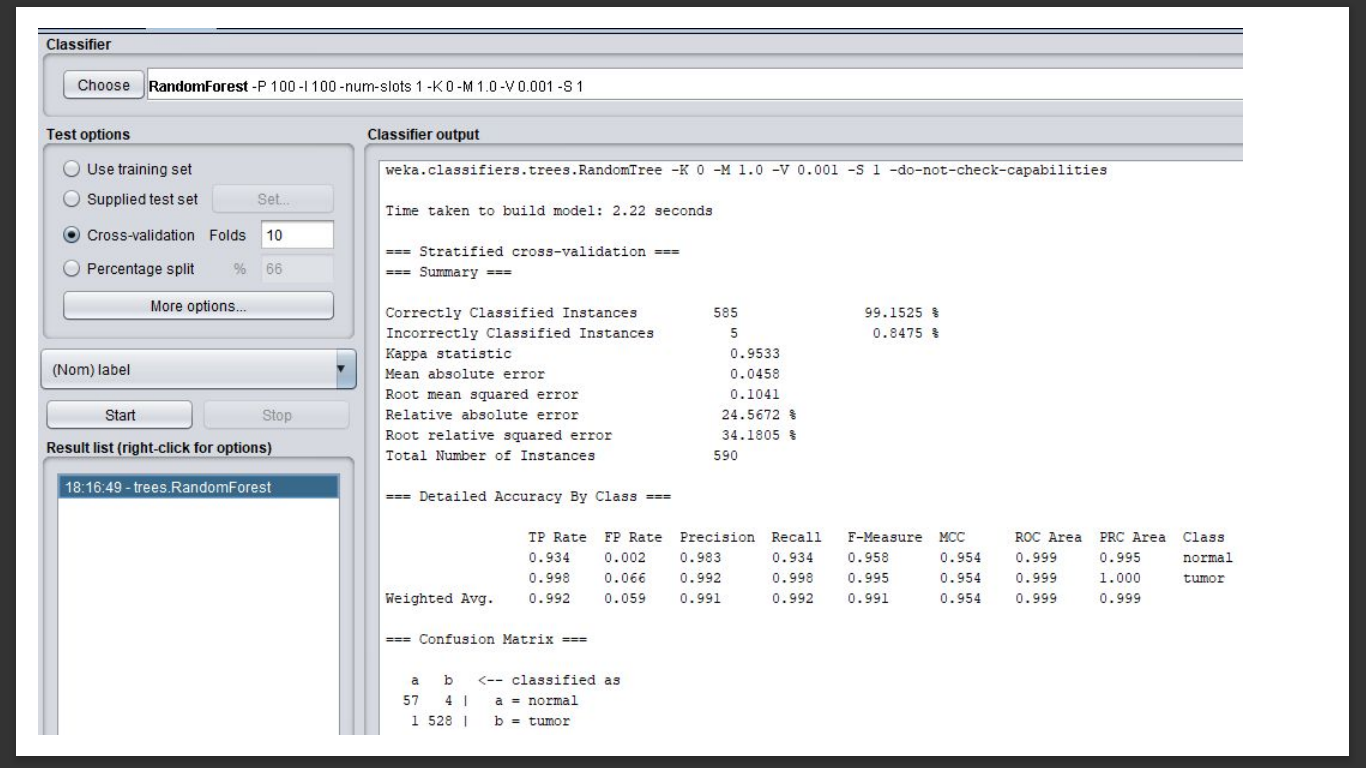 Classifier
Choose RandomForest -P 100 -I 100 -num-slots 1 -K 0 -M 1.0 -V 0.001 -S 1
Test options
Use training set
Supplied test set Set...
Cross-validation Folds 10
Percentage split % 66
More options...
(Nom) label
Start Stop
Result list (right-click for options)
18:16:49 - trees.RandomForest
Classifier output
weka.classifiers.trees.RandomTree -K 0 -M 1.0 -V 0.001 -S 1 -do-not-check-capabilities
Time taken to build model: 2.22 seconds
=== Stratified cross-validation ===
=== Summary ===
Correctly Classified Instances 585 99.1525 %
Incorrectly Classified Instances 5 0.8475 %
Kappa statistic 0.9533
Mean absolute error 0.0458
Root mean squared error 0.1041
Relative absolute error 24.5672 %
Root relative squared error 34.1805 %
Total Number of Instances 590
=== Detailed Accuracy By Class ===
TP Rate FP Rate Precision Recall F-Measure MCC ROC Area PRC Area Class
0.934 0.002 0.983 0.934 0.958 0.954 0.999 0.995 normal
0.998 0.066 0.992 0.998 0.995 0.954 0.999 1.000 tumor
Weighted Avg. 0.992 0.059 0.991 0.992 0.991 0.954 0.999 0.999
=== Confusion Matrix ===
a b <-- classified as
57 4 | a = normal
1 528 | b = tumor